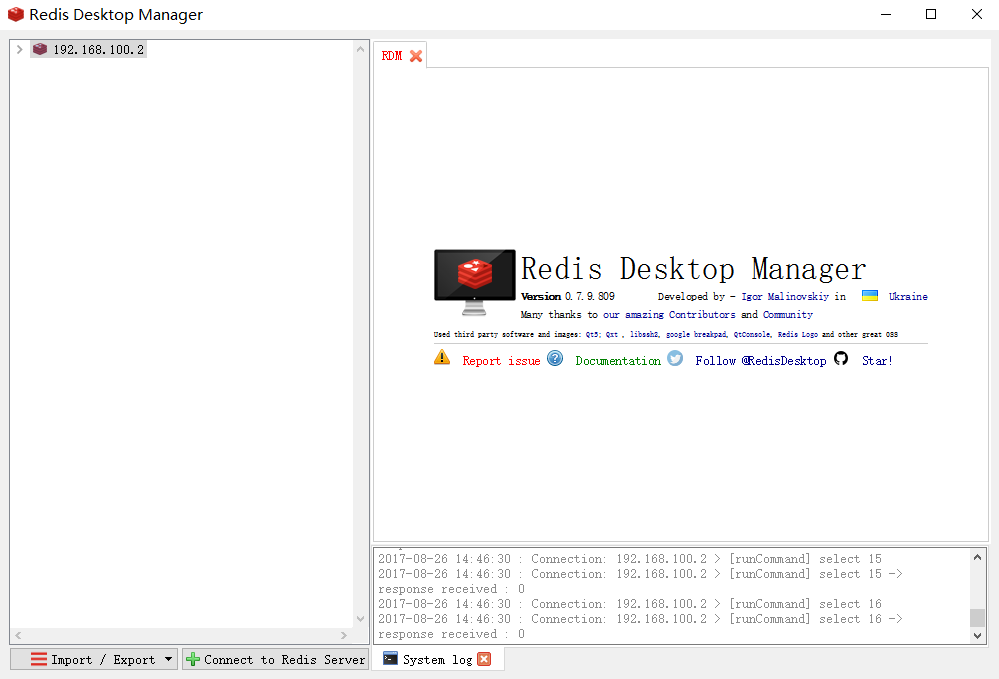 Redis Desktop Manager
192.168.100.2
RDM
Redis Desktop Manager
Version 0.7.9.809 Developed by - Igor Malinovskiy in Ukraine
Many thanks to our amazing Contributors and Community
Used third party software and images: Qt5, Qxt , libssh2, google breakpad, QtConsole, Redis Logo and other great OSS
Report issue Documentation Follow @RedisDesktop Star!
2017-08-26 14:46:30 : Connection: 192.168.100.2 > [runCommand] select 15
2017-08-26 14:46:30 : Connection: 192.168.100.2 > [runCommand] select 15 ->
response received : 0
2017-08-26 14:46:30 : Connection: 192.168.100.2 > [runCommand] select 16
2017-08-26 14:46:30 : Connection: 192.168.100.2 > [runCommand] select 16 ->
response received : 0
Import / Export Connect to Redis Server System log